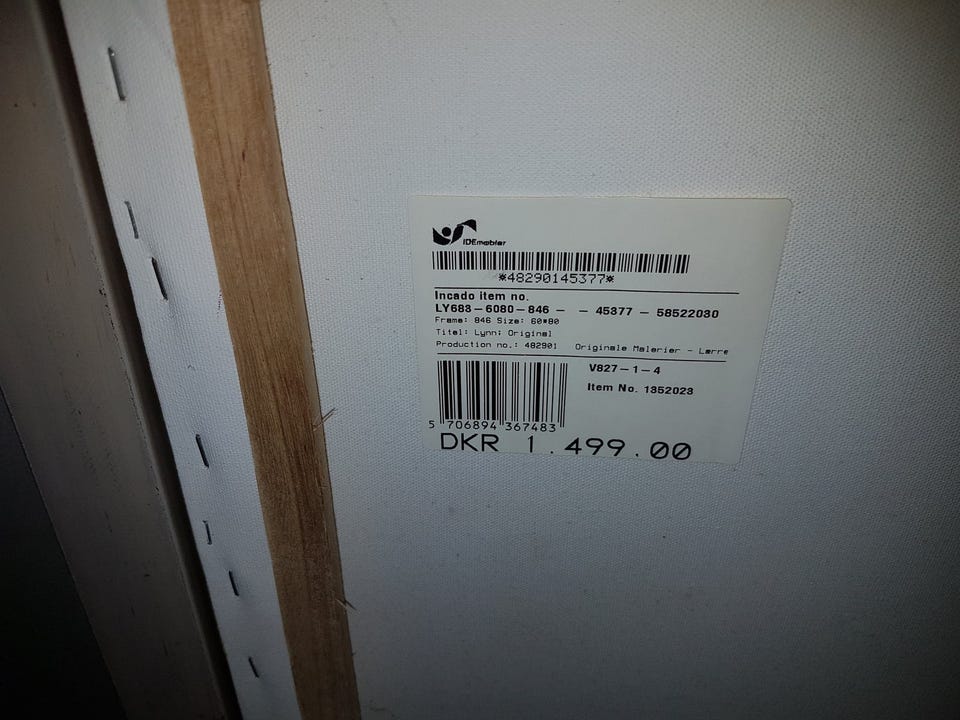 IDEmøbler
*48290145377*
Incado item no.
LY683-6080-846 - - 45377 - 58522030
Frame: 846 Size: 60*80
Titel: Lynn: Original
Production no.: 482901 Originale Malerier - Lærre
V827-1-4
Item No. 1352023
5 706894 367483
DKR 1.499.00